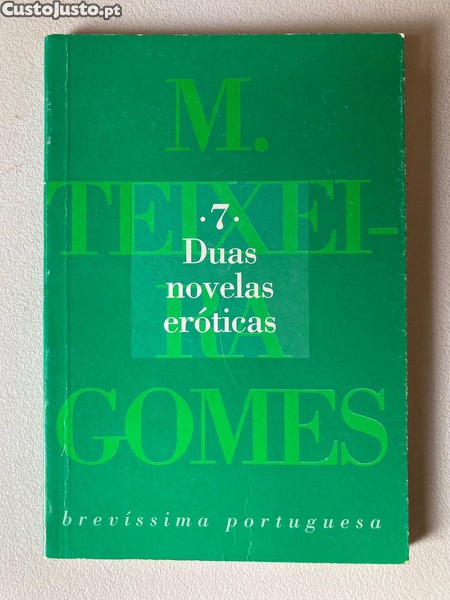 CustoJusto.pt
M.
TEIXEI-
RA
GOMES
· 7 ·
Duas
novelas
eróticas
brevíssima portuguesa